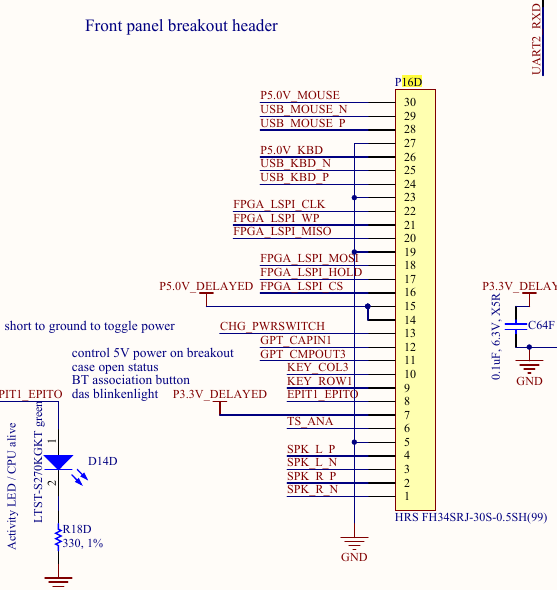 Front panel breakout header
UART2_RXD
P16D
P5.0V_MOUSE
30
USB_MOUSE_N
29
USB_MOUSE_P
28
27
P5.0V_KBD
26
USB_KBD_N
25
USB_KBD_P
24
23
FPGA_LSPI_CLK
22
FPGA_LSPI_WP
21
FPGA_LSPI_MISO
20
19
FPGA_LSPI_MOSI
18
FPGA_LSPI_HOLD
17
P5.0V_DELAYED
FPGA_LSPI_CS
16
P3.3V_DELAY
15
14
short to ground to toggle power
CHG_PWRSWITCH
13
GPT_CAPIN1
12
control 5V power on breakout
GPT_CMPOUT3
11
case open status
KEY_COL3
10
BT association button
KEY_ROW1
9
das blinkenlight
EPIT1_EPITO
8
PIT1_EPITO
P3.3V_DELAYED
7
TS_ANA
6
5
SPK_L_P
4
SPK_L_N
3
SPK_R_P
2
SPK_R_N
1
HRS FH34SRJ-30S-0.5SH(99)
GND
0.1uF, 6.3V, X5R
C64F
GND
Activity LED / CPU alive
LTST-S270KGKT green
1
2
D14D
R18D
330, 1%